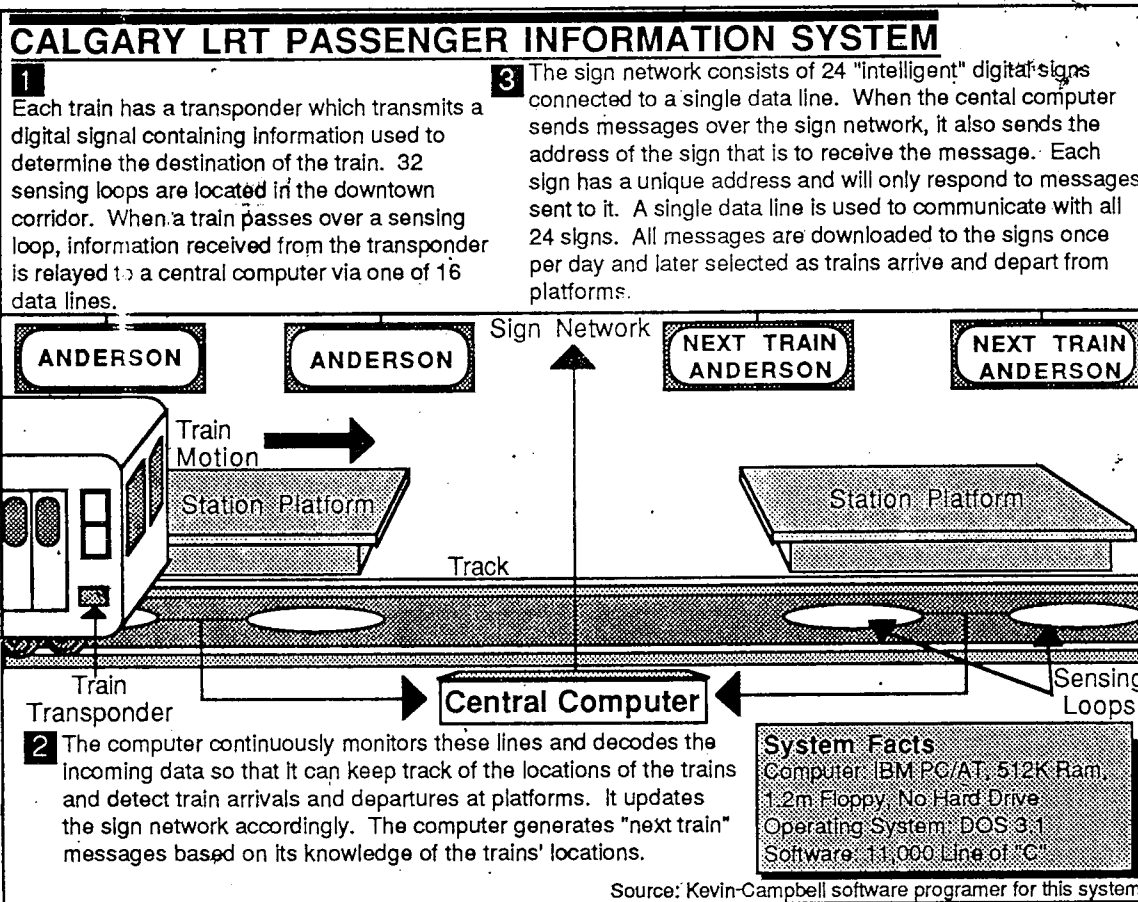 CALGARY LRT PASSENGER INFORMATION SYSTEM
1
Each train has a transponder which transmits a
digital signal containing information used to
determine the destination of the train. 32
sensing loops are located in the downtown
corridor. When a train passes over a sensing
loop, information received from the transponder
is relayed to a central computer via one of 16
data lines.
3 The sign network consists of 24 "intelligent" digital signs
connected to a single data line. When the cental computer
sends messages over the sign network, it also sends the
address of the sign that is to receive the message. Each
sign has a unique address and will only respond to messages
sent to it. A single data line is used to communicate with all
24 signs. All messages are downloaded to the signs once
per day and later selected as trains arrive and depart from
platforms.
Sign Network
ANDERSON
ANDERSON
NEXT TRAIN
ANDERSON
NEXT TRAIN
ANDERSON
Train
Motion
Station Platform
Station Platform
Track
Train
Transponder
Central Computer
Sensing
Loops
2 The computer continuously monitors these lines and decodes the
incoming data so that it can keep track of the locations of the trains
and detect train arrivals and departures at platforms. It updates
the sign network accordingly. The computer generates "next train"
messages based on its knowledge of the trains' locations.
System Facts
Computer: IBM PC/AT, 512K Ram,
1.2m Floppy, No Hard Drive
Operating System: DOS 3.1
Software: 11,000 Line of "C"
Source: Kevin Campbell software programer for this system